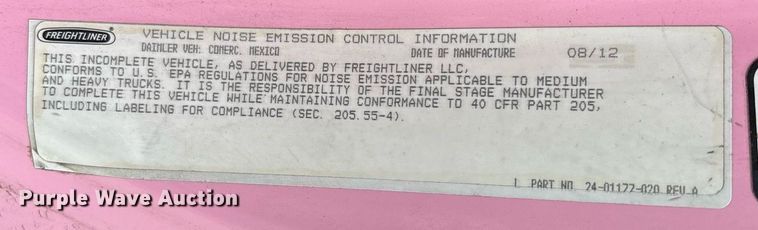 FREIGHTLINER
VEHICLE NOISE EMISSION CONTROL INFORMATION
DAIMLER VEH. COMERC. MEXICO DATE OF MANUFACTURE 08/12
THIS INCOMPLETE VEHICLE, AS DELIVERED BY FREIGHTLINER LLC,
CONFORMS TO U.S. EPA REGULATIONS FOR NOISE EMISSION APPLICABLE TO MEDIUM
AND HEAVY TRUCKS. IT IS THE RESPONSIBILITY OF THE FINAL STAGE MANUFACTURER
TO COMPLETE THIS VEHICLE WHILE MAINTAINING CONFORMANCE TO 40 CFR PART 205,
INCLUDING LABELING FOR COMPLIANCE (SEC. 205.55-4).
PART NO. 24-01177-020 REV A
Purple Wave Auction